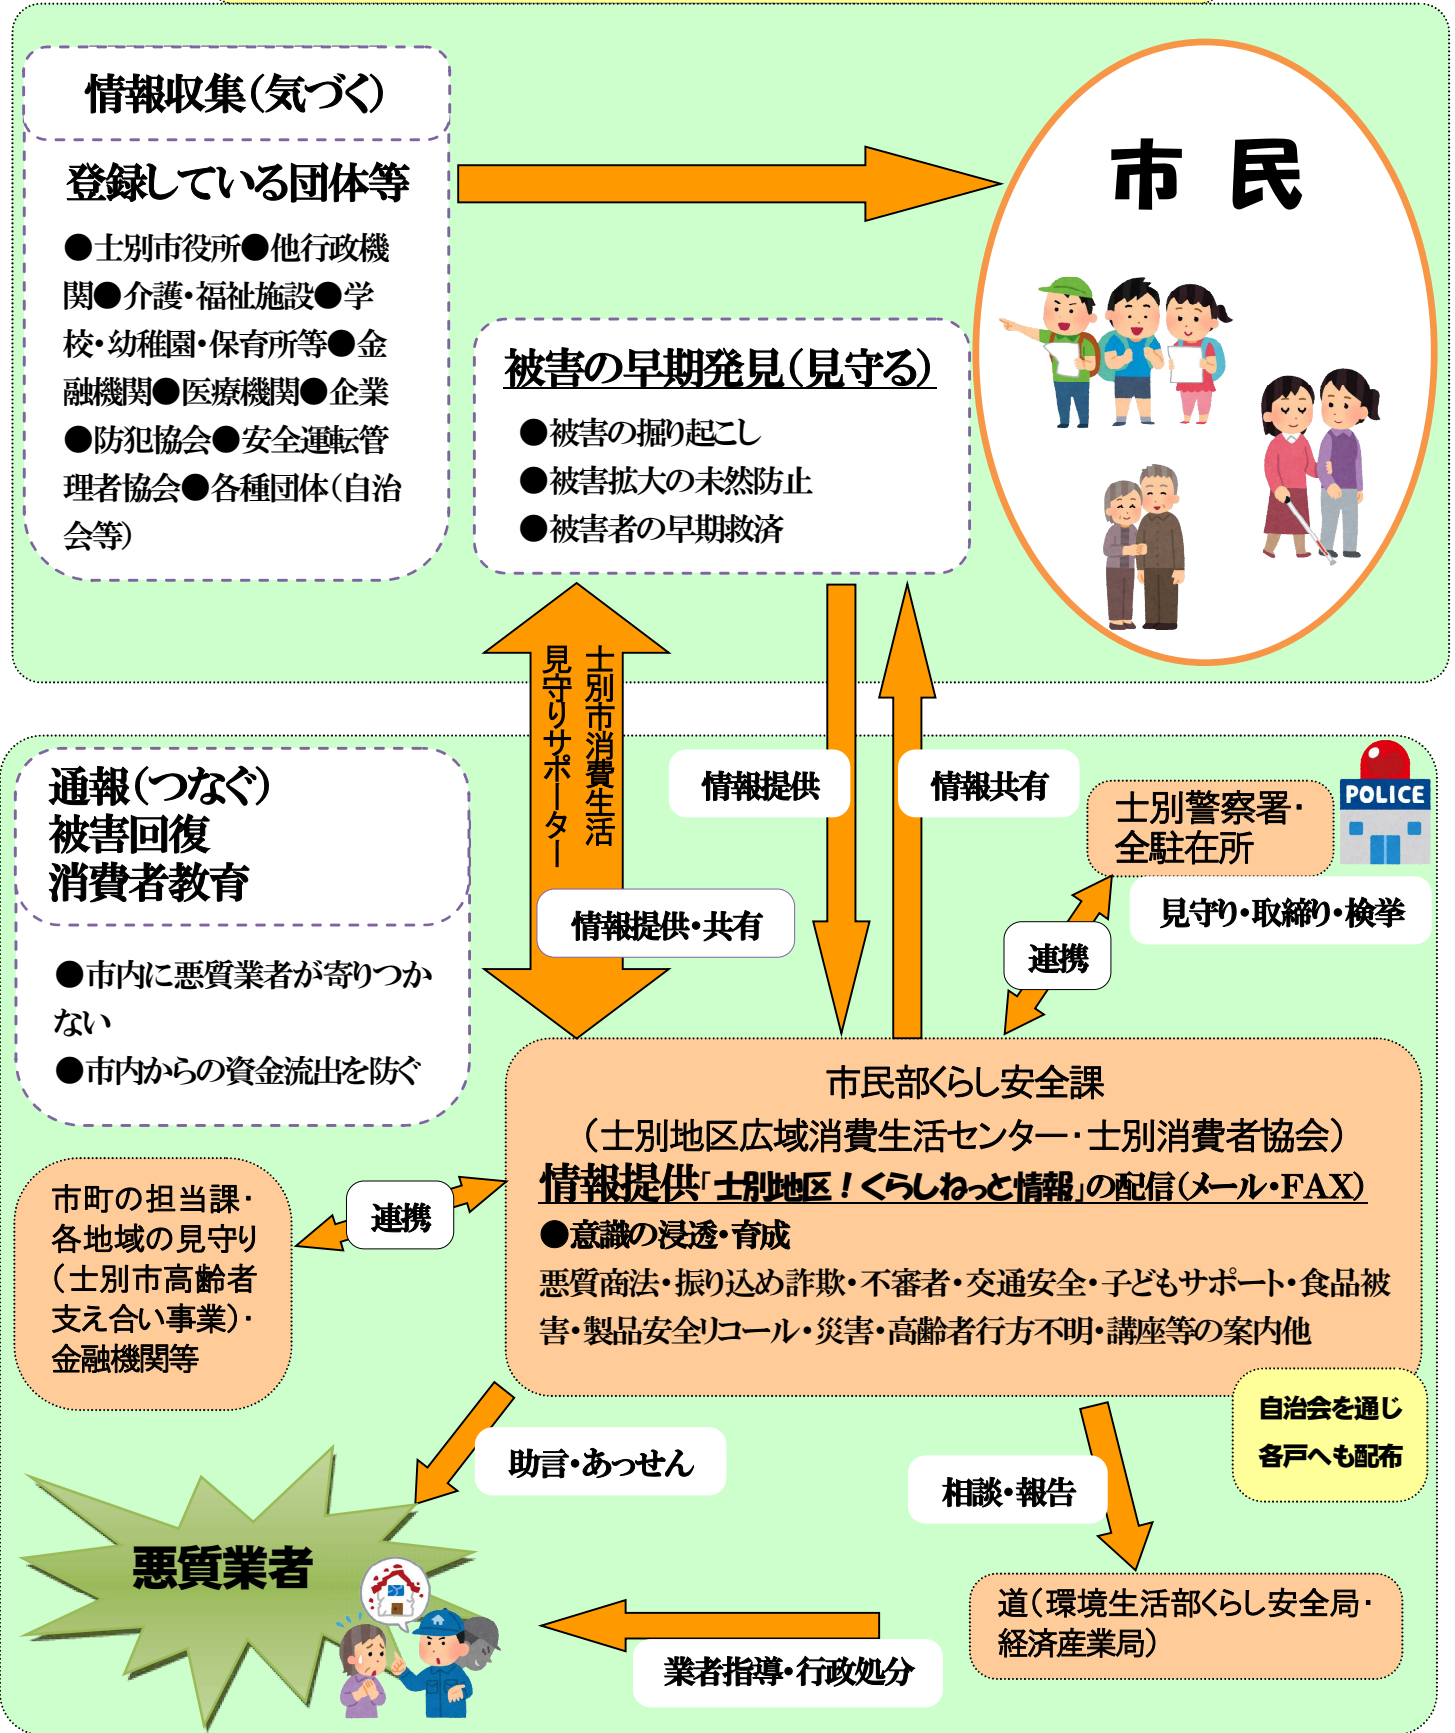 情報収集（気づく）
登録している団体等
●士別市役所●他行政機
関●介護・福祉施設●学
校・幼稚園・保育所等●金
融機関●医療機関●企業
●防犯協会●安全運転管
理者協会●各種団体（自治
会等）
市 民
被害の早期発見（見守る）
●被害の掘り起こし
●被害拡大の未然防止
●被害者の早期救済
士別市消費生活
見守りサポーター
情報提供・共有
情報提供
情報共有
通報（つなぐ）
被害回復
消費者教育
●市内に悪質業者が寄りつか
ない
●市内からの資金流出を防ぐ
士別警察署・
全駐在所
POLICE
見守り・取締り・検挙
連携
市民部くらし安全課
（士別地区広域消費生活センター・士別消費者協会）
情報提供「士別地区！くらしねっと情報」の配信（メール・FAX）
●意識の浸透・育成
悪質商法・振り込め詐欺・不審者・交通安全・子どもサポート・食品被
害・製品安全リコール・災害・高齢者行方不明・講座等の案内他
市町の担当課・
各地域の見守り
（士別市高齢者
支え合い事業）・
金融機関等
連携
自治会を通じ
各戸へも配布
助言・あっせん
相談・報告
悪質業者
道（環境生活部くらし安全局・
経済産業局）
業者指導・行政処分